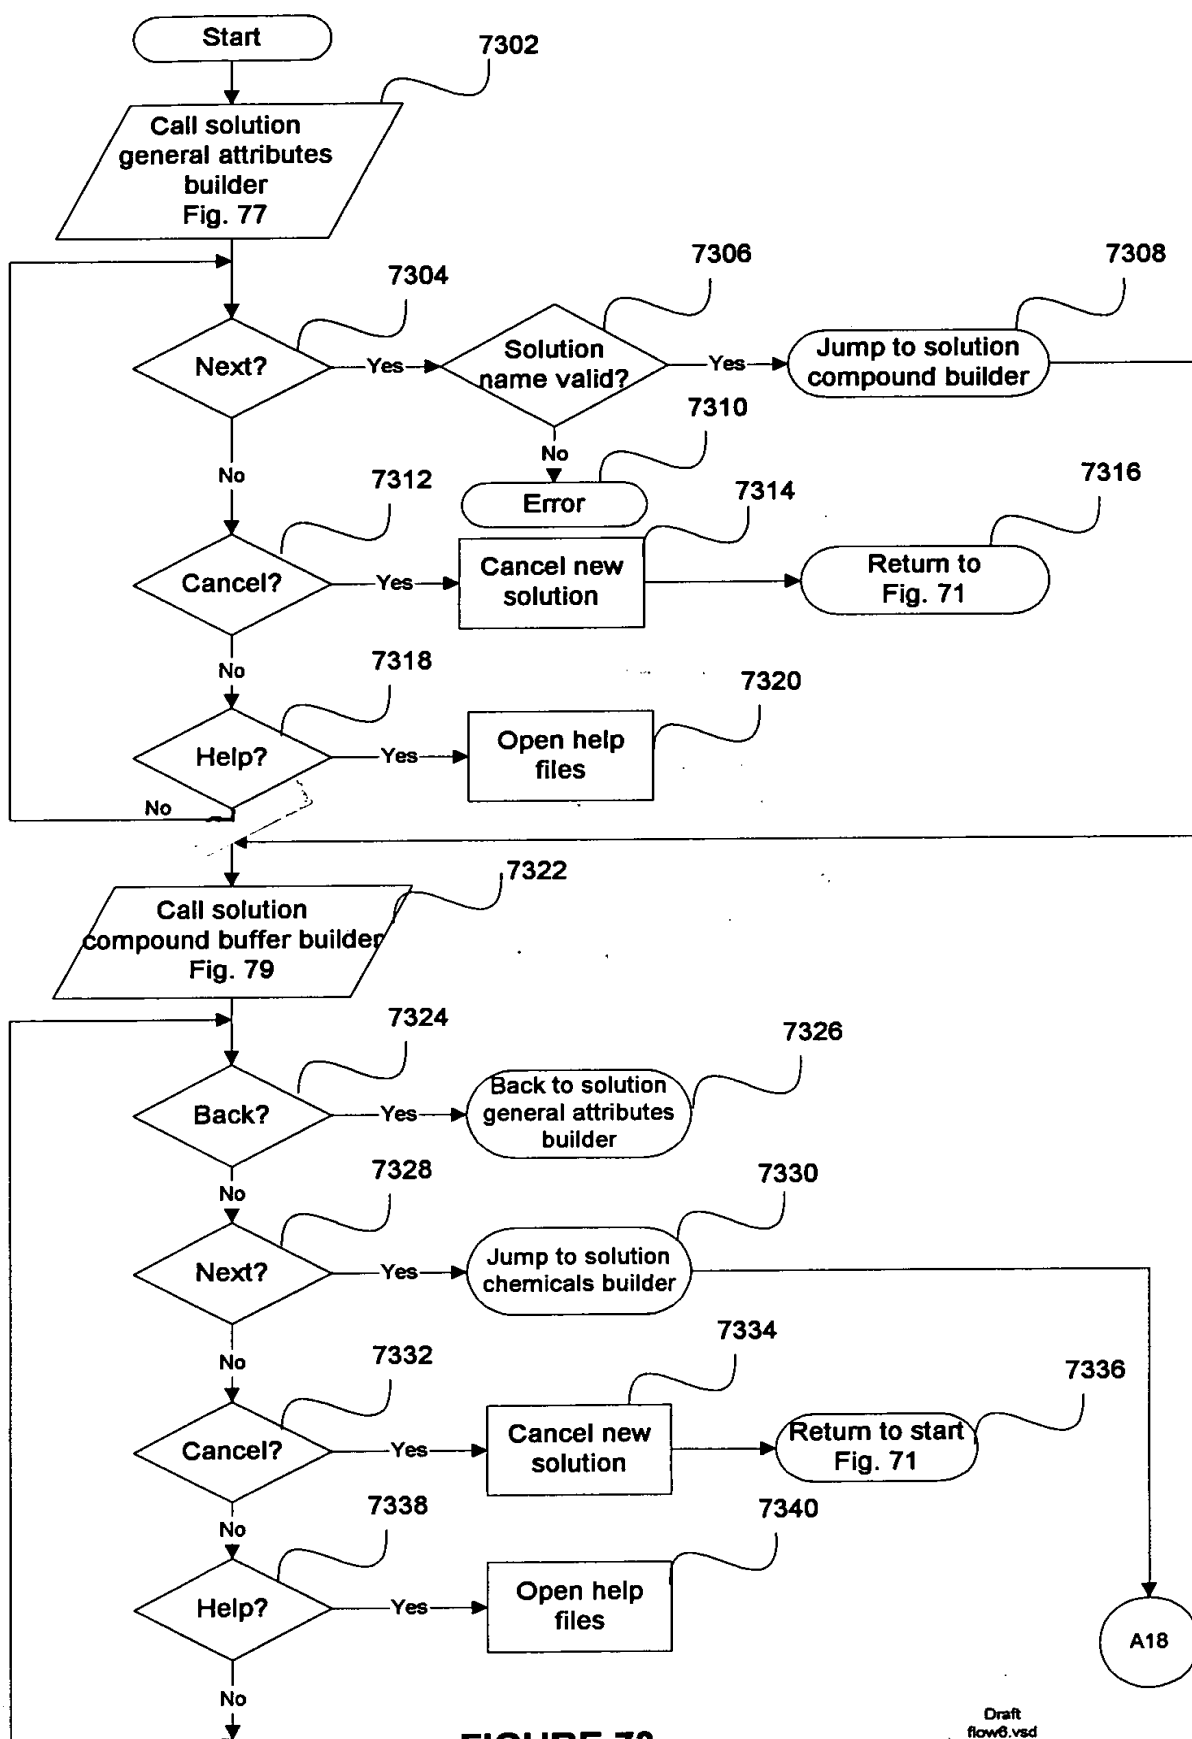 Start
7302
Call solution
general attributes
builder
Fig. 77
7304
7306
7308
Next?
Yes
Solution
name valid?
Yes
Jump to solution
compound builder
No
7310
Error
No
7312
7314
7316
Cancel?
Yes
Cancel new
solution
Return to
Fig. 71
No
7318
7320
Help?
Yes
Open help
files
No
7322
Call solution
compound buffer builder
Fig. 79
7324
7326
Back?
Yes
Back to solution
general attributes
builder
No
7328
7330
Next?
Yes
Jump to solution
chemicals builder
No
7332
7334
7336
Cancel?
Yes
Cancel new
solution
Return to start
Fig. 71
No
7338
7340
Help?
Yes
Open help
files
A18
No
Draft
flow6.vsd
FIGURE